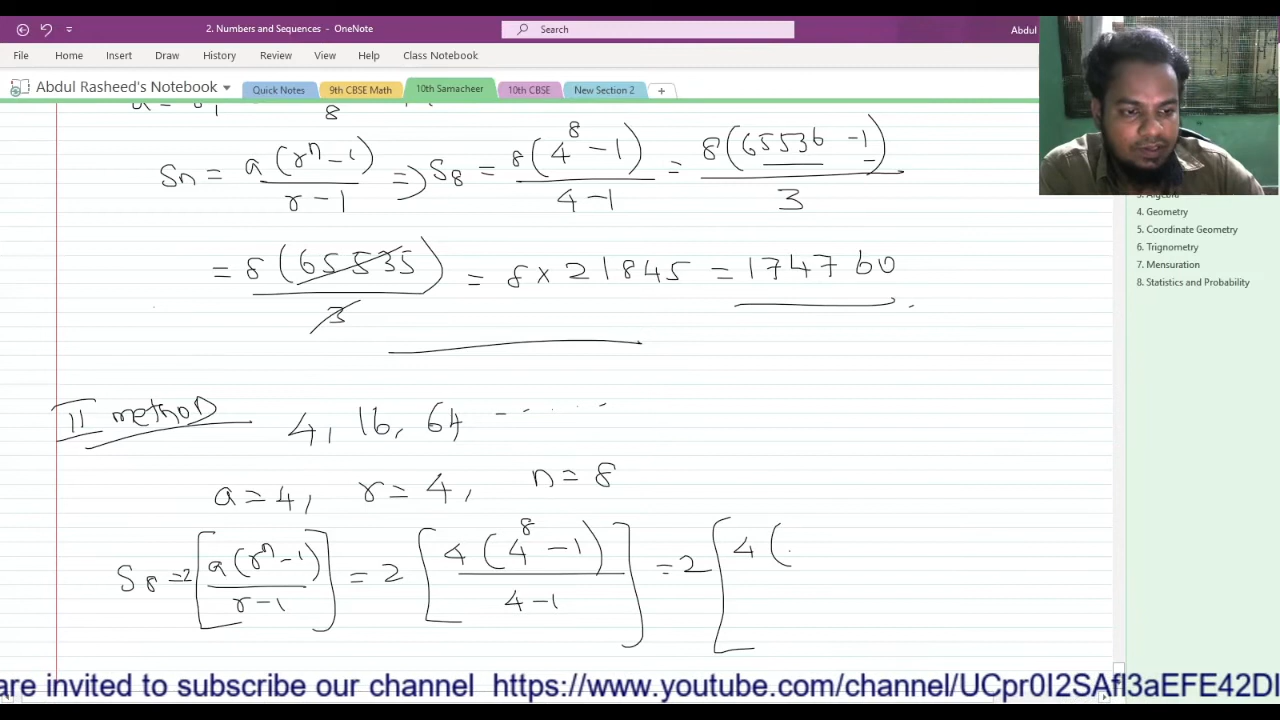 2. Numbers and Sequences - OneNote
Search
Abdul
File Home Insert Draw History Review View Help Class Notebook
Abdul Rasheed's Notebook
Quick Notes 9th CBSE Math 10th Samacheer 10th CBSE New Section 2 +
4. Geometry
5. Coordinate Geometry
6. Trignometry
7. Mensuration
8. Statistics and Probability
8
Sn = a(r^n - 1) / r - 1 => S8 = 8(4^8 - 1) / 4 - 1 = 8(65536 - 1) / 3
= 8(65535) / 3 = 8 × 21845 = 174760
II method 4, 16, 64 - - . . .
a = 4, r = 4, n = 8
S8 = 2[a(r^n - 1) / r - 1] = 2[4(4^8 - 1) / 4 - 1] = 2[4(
are invited to subscribe our channel https://www.youtube.com/channel/UCpr0I2SAfl3aEFE42DI